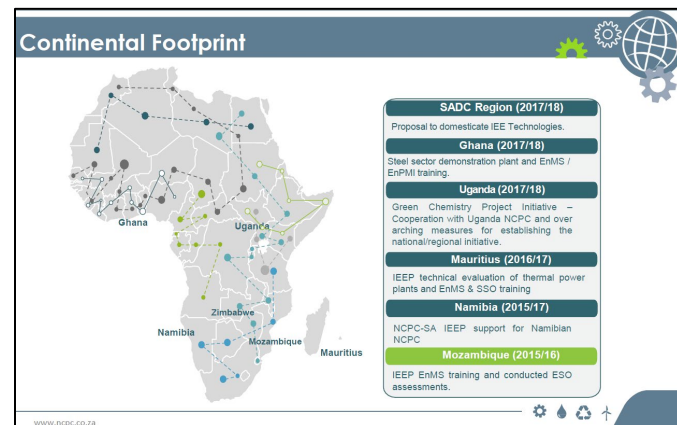 Continental Footprint
Ghana
Uganda
Zimbabwe
Namibia
Mozambique
Mauritius
SADC Region (2017/18)
Proposal to domesticate IEE Technologies.
Ghana (2017/18)
Steel sector demonstration plant and EnMS /
EnPMI training.
Uganda (2017/18)
Green Chemistry Project Initiative –
Cooperation with Uganda NCPC and over
arching measures for establishing the
national/regional initiative.
Mauritius (2016/17)
IEEP technical evaluation of thermal power
plants and EnMS & SSO training
Namibia (2015/17)
NCPC-SA IEEP support for Namibian
NCPC
Mozambique (2015/16)
IEEP EnMS training and conducted ESO
assessments.
www.ncpc.co.za